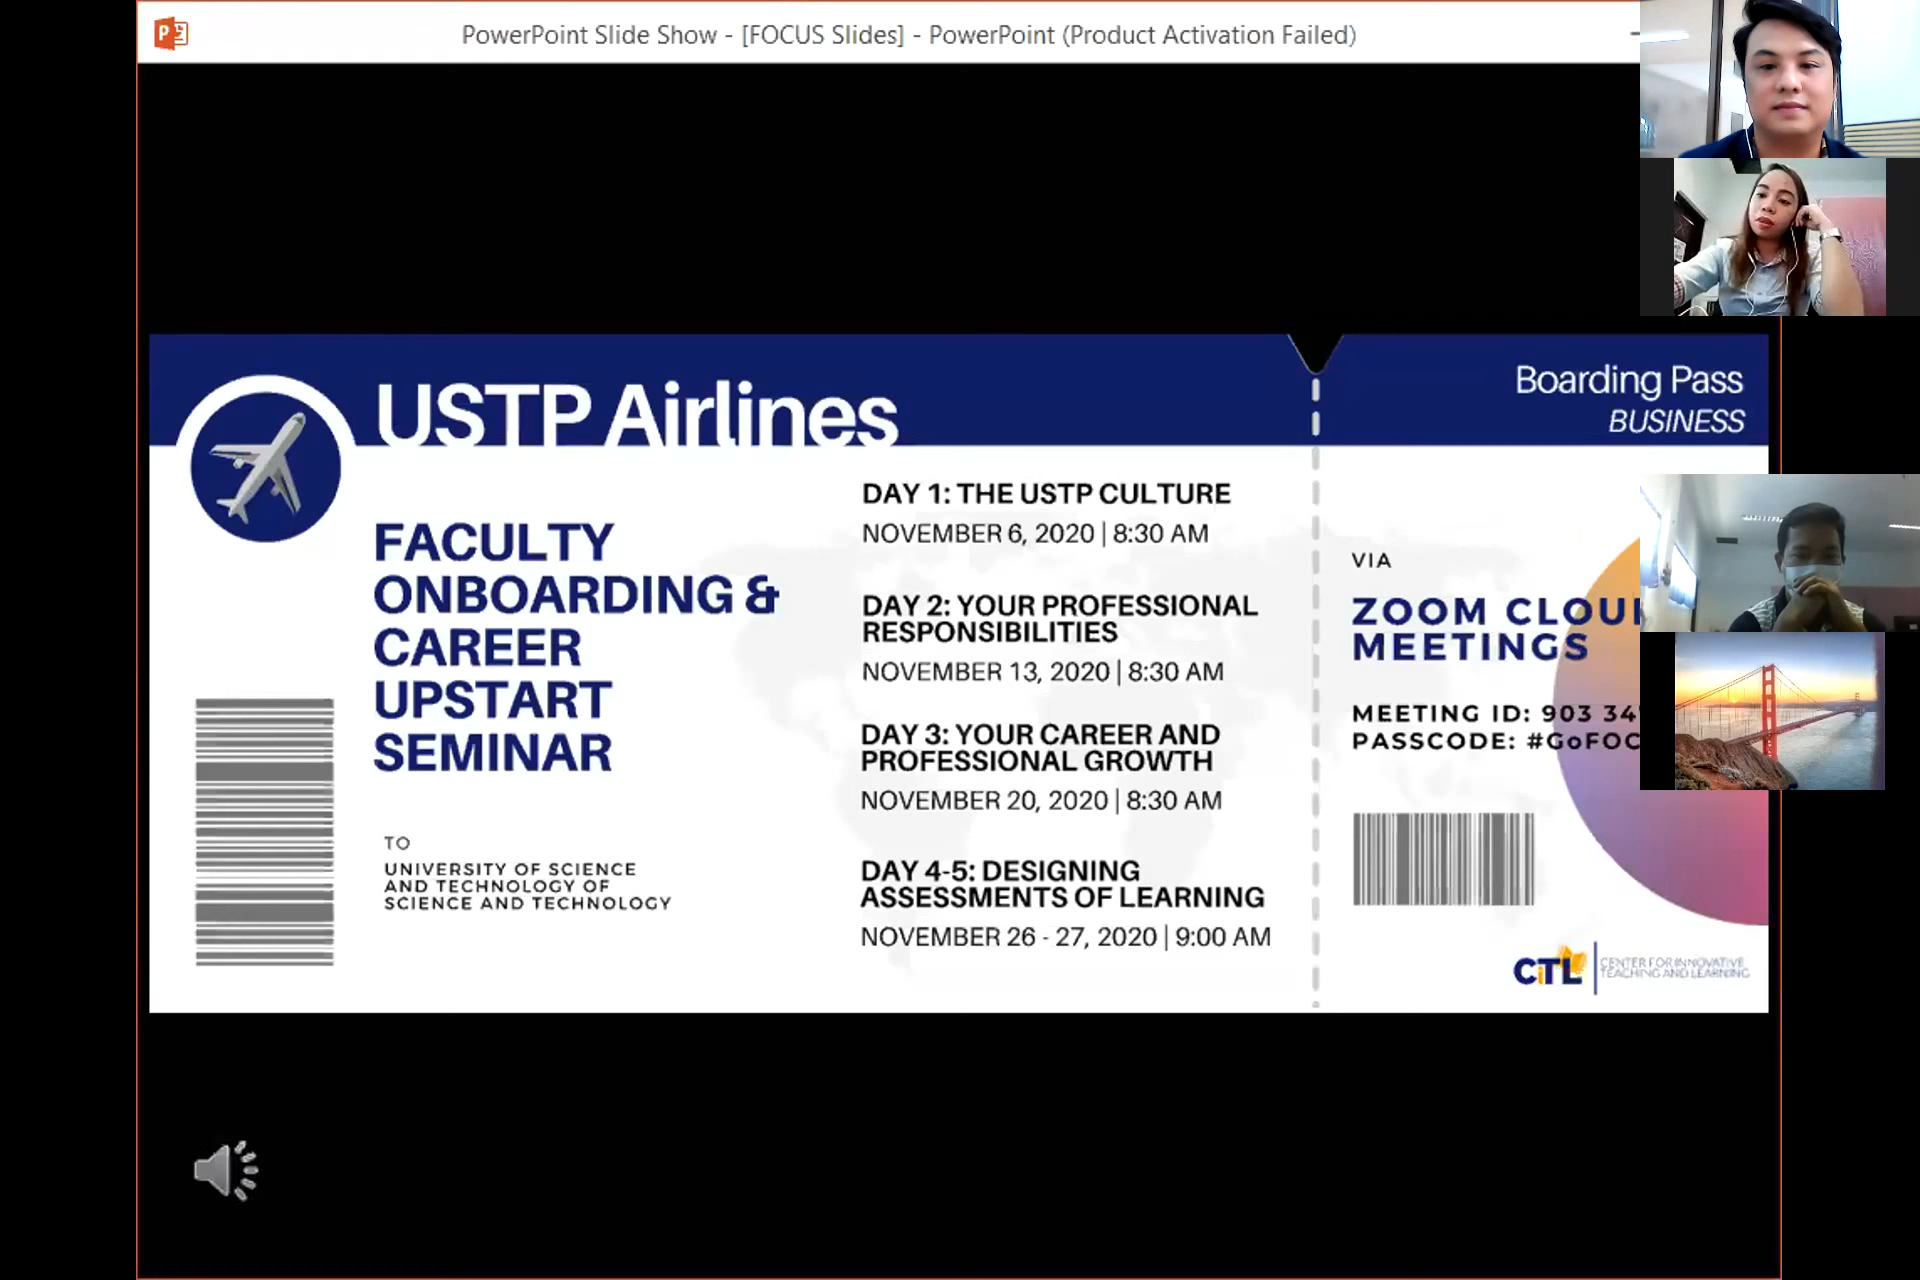 PowerPoint Slide Show - [FOCUS Slides] - PowerPoint (Product Activation Failed)
USTP Airlines
Boarding Pass
BUSINESS
FACULTY
ONBOARDING &
CAREER
UPSTART
SEMINAR
TO
UNIVERSITY OF SCIENCE
AND TECHNOLOGY OF
SCIENCE AND TECHNOLOGY
DAY 1: THE USTP CULTURE
NOVEMBER 6, 2020 | 8:30 AM
DAY 2: YOUR PROFESSIONAL
RESPONSIBILITIES
NOVEMBER 13, 2020 | 8:30 AM
DAY 3: YOUR CAREER AND
PROFESSIONAL GROWTH
NOVEMBER 20, 2020 | 8:30 AM
DAY 4-5: DESIGNING
ASSESSMENTS OF LEARNING
NOVEMBER 26 - 27, 2020 | 9:00 AM
VIA
ZOOM CLOU
MEETINGS
MEETING ID: 903 34
PASSCODE: #GoFOC
CiTL
CENTER FOR INNOVATIVE
TEACHING AND LEARNING